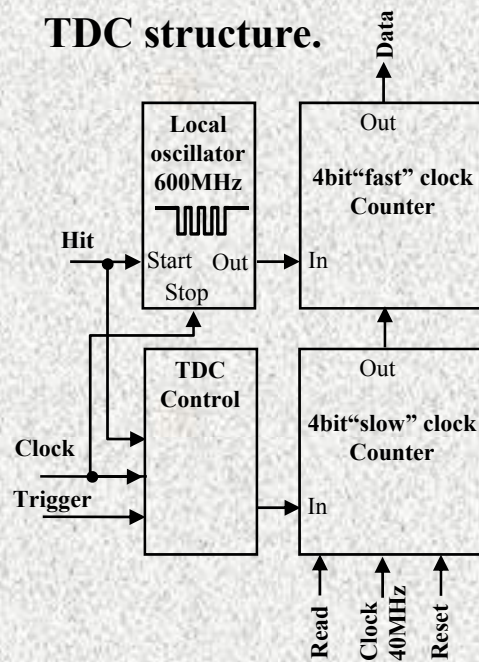 TDC structure.
Data
Local
oscillator
600MHz
Out
4bit“fast” clock
Counter
Hit
Start
Out
In
Stop
TDC
Control
Out
4bit“slow” clock
Counter
Clock
Trigger
In
Read
Clock
40MHz
Reset